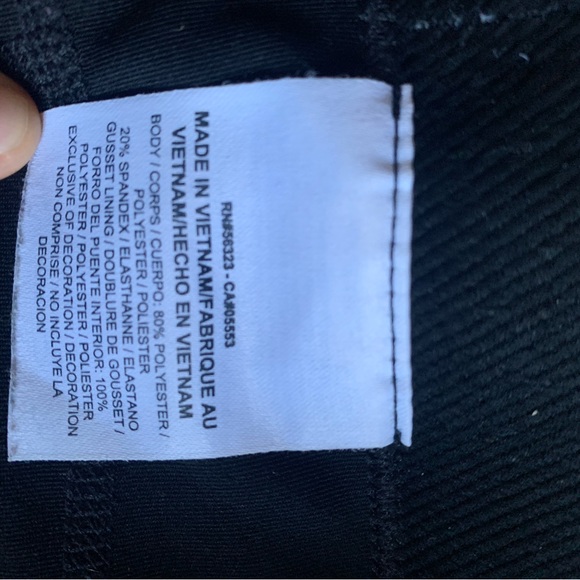 RN#56323 - CA#05553
MADE IN VIETNAM/FABRIQUE AU
VIETNAM/HECHO EN VIETNAM
BODY / CORPS / CUERPO: 80% POLYESTER /
POLYESTER / POLIESTER
20% SPANDEX / ELASTHANNE / ELASTANO
GUSSET LINING / DOUBLURE DE GOUSSET /
FORRO DEL PUENTE INTERIOR: 100%
POLYESTER / POLYESTER / POLIESTER
EXCLUSIVE OF DECORATION / DECORATION
NON COMPRISE / NO INCLUYE LA
DECORACION